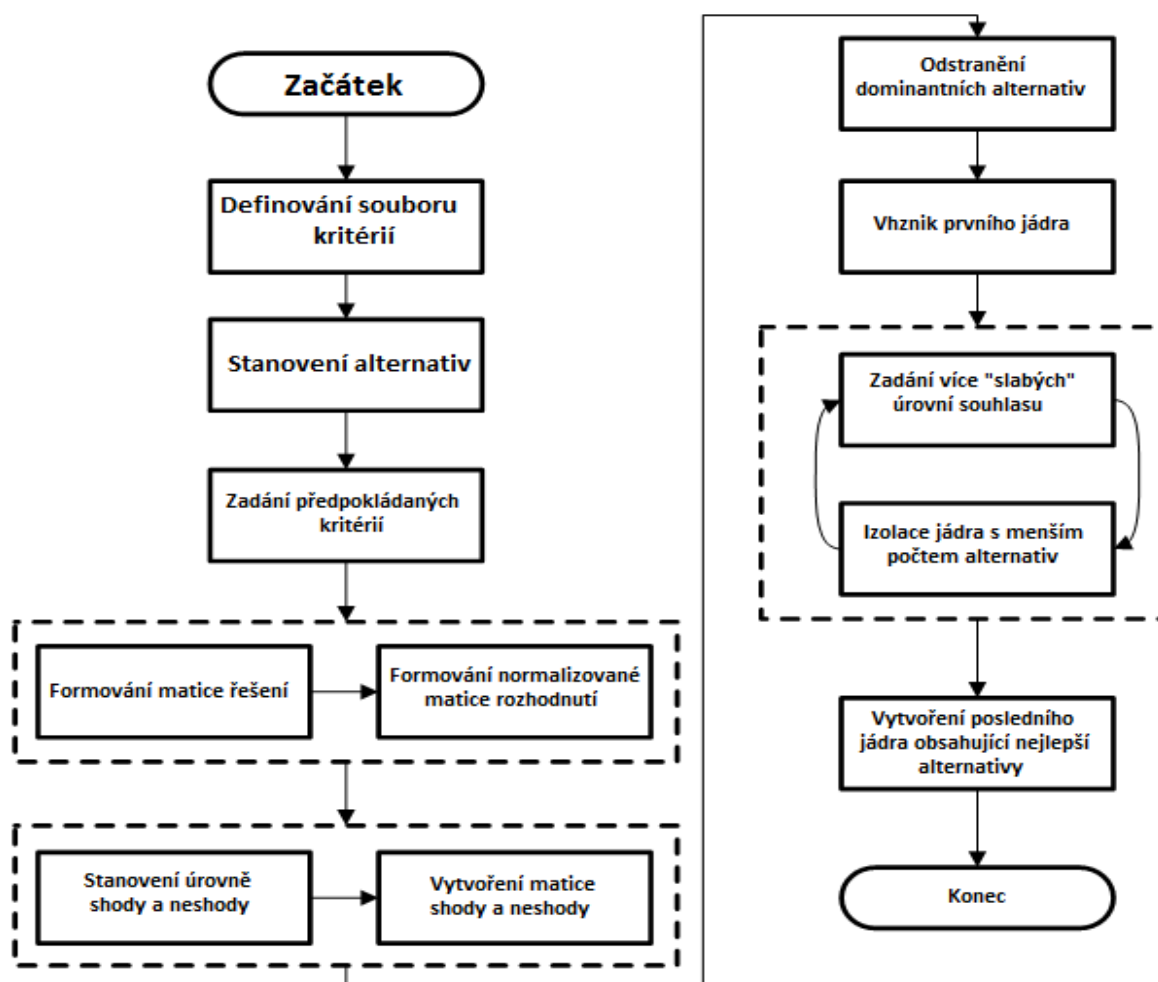 Začátek
Definování souboru
kritérií
Stanovení alternativ
Zadání předpokládaných
kritérií
Formování matice řešení
Formování normalizované
matice rozhodnutí
Stanovení úrovně
shody a neshody
Vytvoření matice
shody a neshody
Odstranění
dominantních alternativ
Vhznik prvního jádra
Zadání více "slabých"
úrovní souhlasu
Izolace jádra s menším
počtem alternativ
Vytvoření posledního
jádra obsahující nejlepší
alternativy
Konec